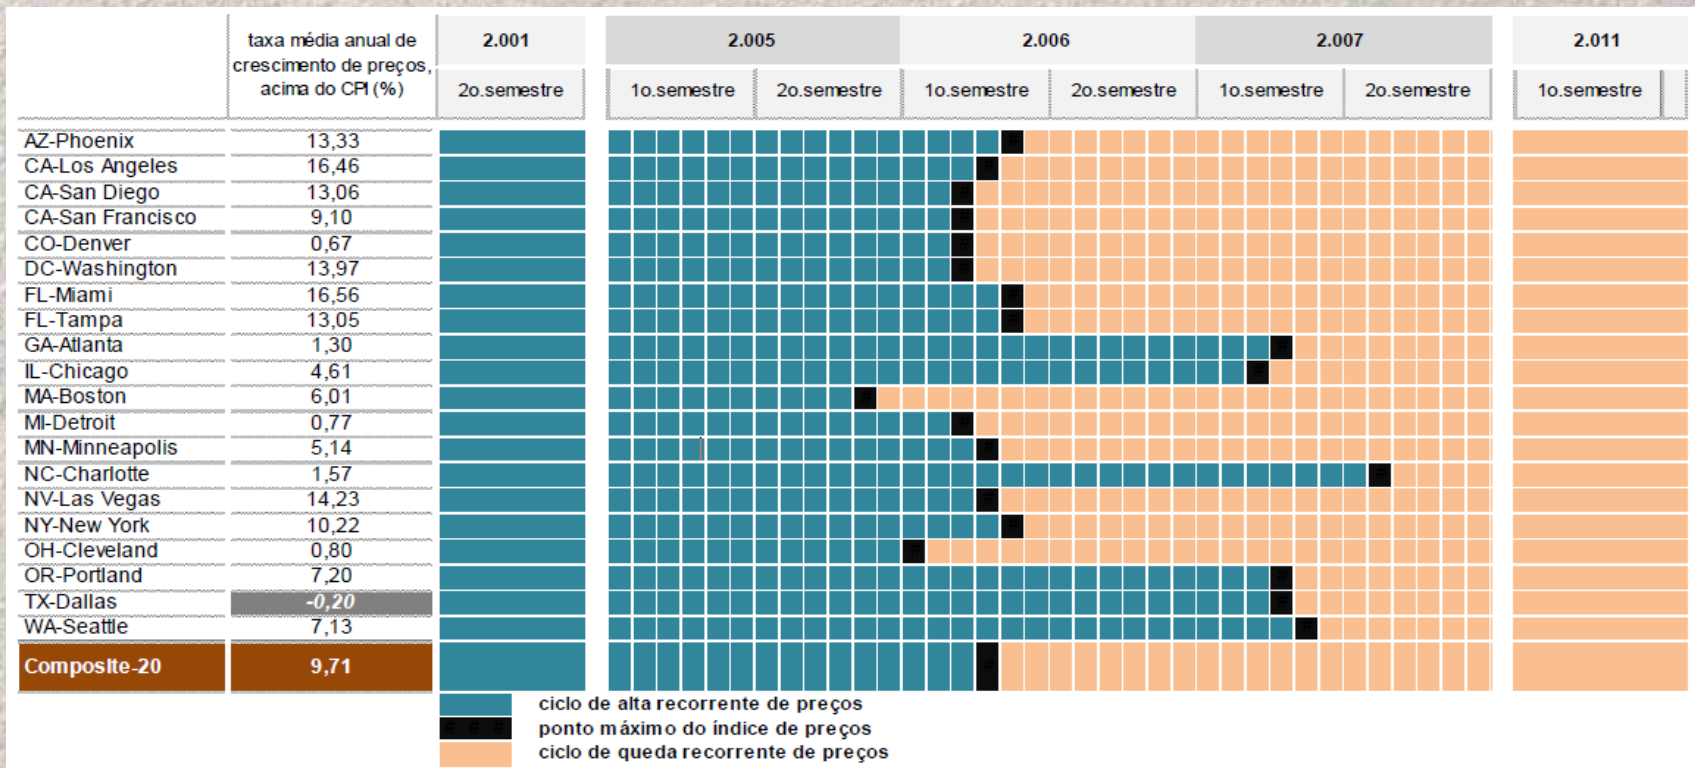 taxa média anual de
crescimento de preços,
acima do CPI (%)
2.001
2.005
2.006
2.007
2.011
2o.semestre
1o.semestre
2o.semestre
1o.semestre
2o.semestre
1o.semestre
2o.semestre
1o.semestre
AZ-Phoenix 13,33 #
CA-Los Angeles 16,46 #
CA-San Diego 13,06 #
CA-San Francisco 9,10 #
CO-Denver 0,67 #
DC-Washington 13,97 #
FL-Miami 16,56 #
FL-Tampa 13,05 #
GA-Atlanta 1,30 #
IL-Chicago 4,61 #
MA-Boston 6,01 #
MI-Detroit 0,77 #
MN-Minneapolis 5,14 #
NC-Charlotte 1,57 #
NV-Las Vegas 14,23 #
NY-New York 10,22 #
OH-Cleveland 0,80 #
OR-Portland 7,20 #
TX-Dallas -0,20 #
WA-Seattle 7,13 #
Composite-20 9,71 #
ciclo de alta recorrente de preços
# # # ponto máximo do índice de preços
ciclo de queda recorrente de preços